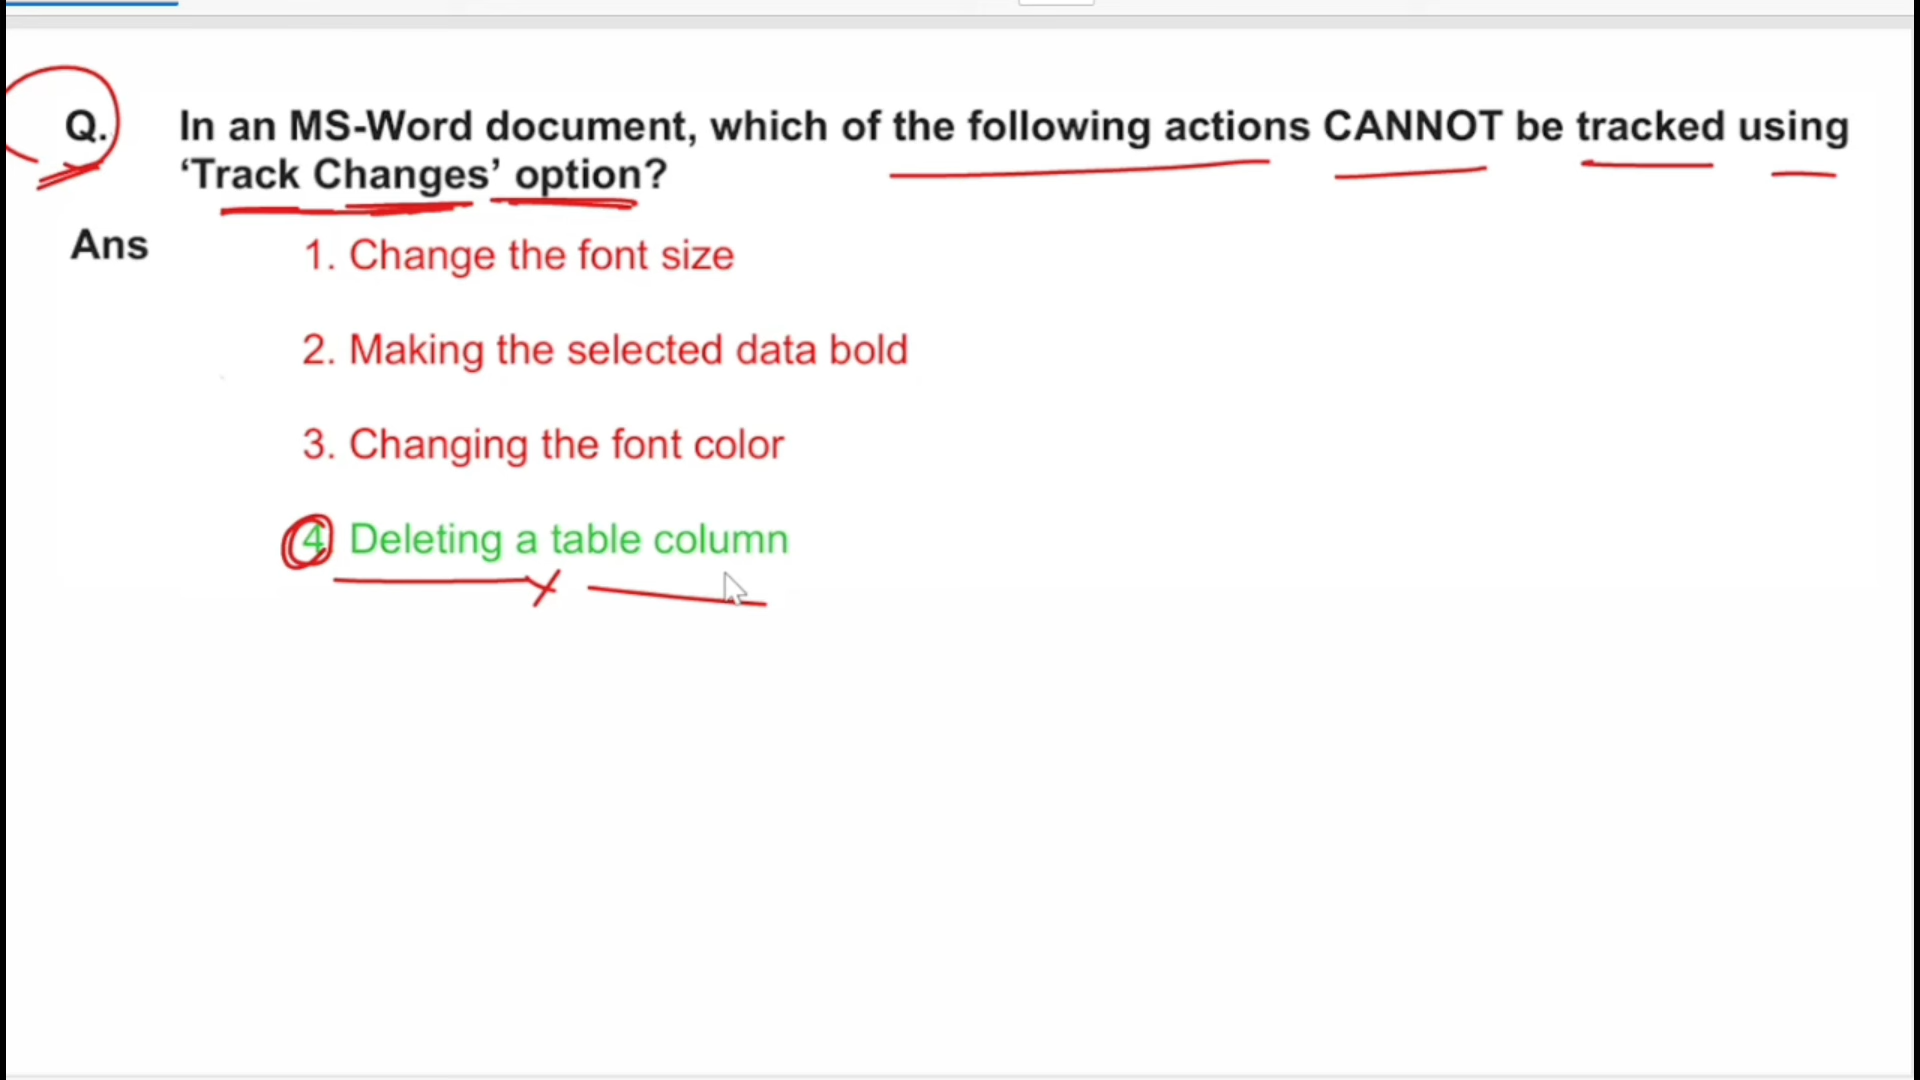 Q. In an MS-Word document, which of the following actions CANNOT be tracked using
‘Track Changes’ option?
Ans
1. Change the font size
2. Making the selected data bold
3. Changing the font color
4. Deleting a table column